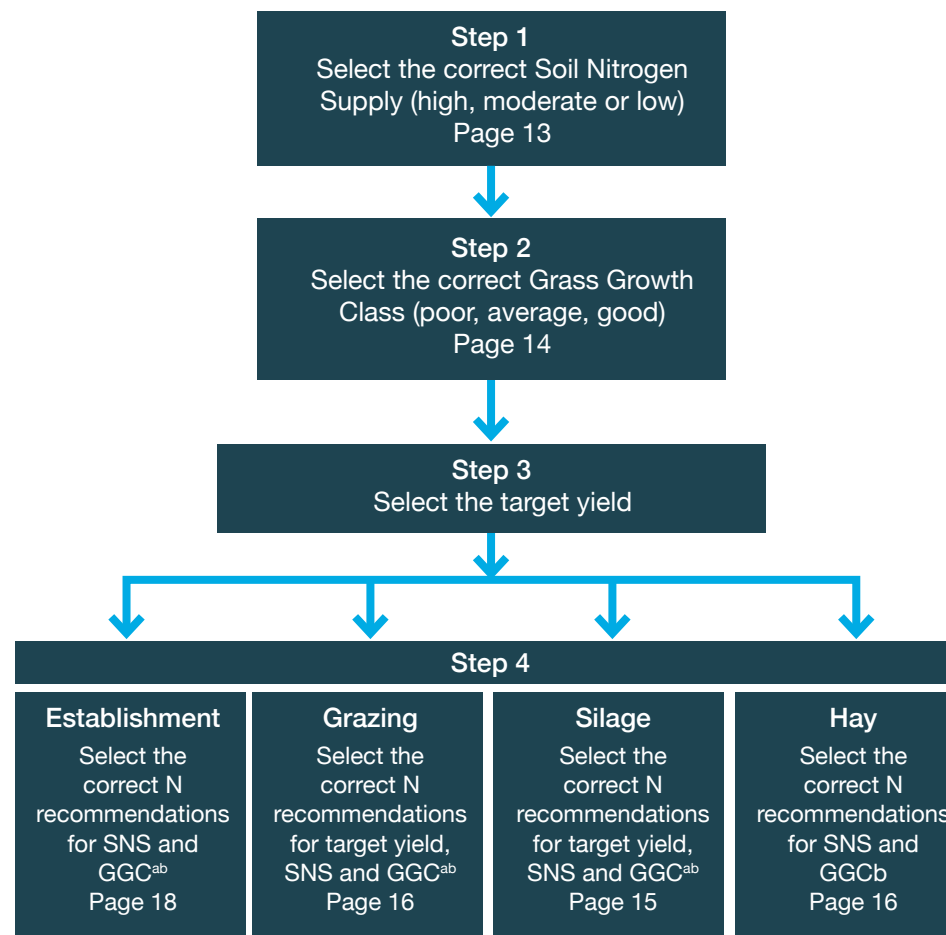 Step 1
Select the correct Soil Nitrogen
Supply (high, moderate or low)
Page 13
Step 2
Select the correct Grass Growth
Class (poor, average, good)
Page 14
Step 3
Select the target yield
Step 4
Establishment
Select the
correct N
recommendations
for SNS and
GGCᵃᵇ
Page 18
Grazing
Select the
correct N
recommendations
for target yield,
SNS and GGCᵃᵇ
Page 16
Silage
Select the
correct N
recommendations
for target yield,
SNS and GGCᵃᵇ
Page 15
Hay
Select the
correct N
recommendations
for SNS and
GGCb
Page 16